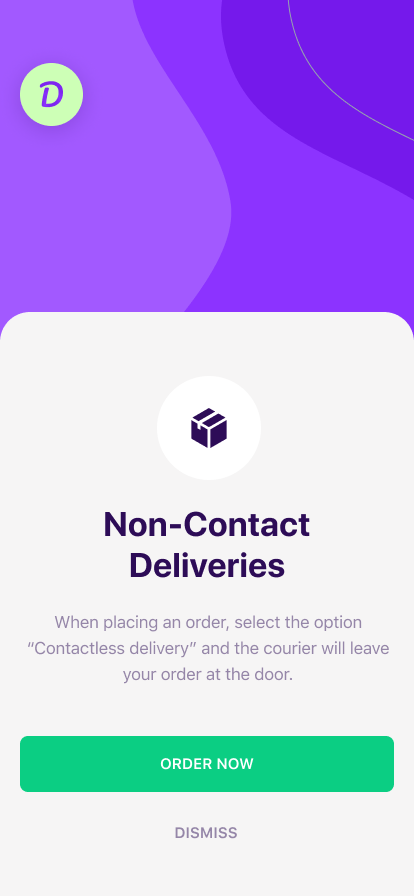 D
Non-Contact
Deliveries
When placing an order, select the option
“Contactless delivery” and the courier will leave
your order at the door.
ORDER NOW
DISMISS